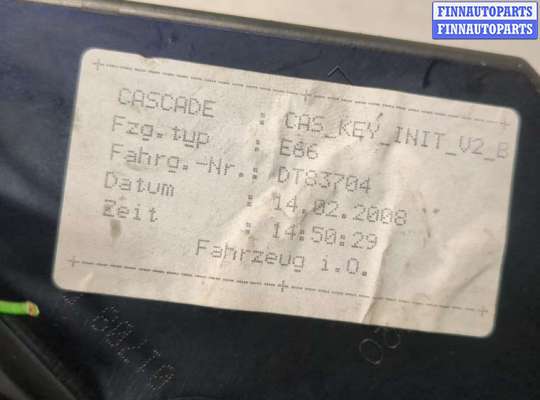 FINNAUTOPARTS
FINNAUTOPARTS
CASCADE : CAS_KEY_INIT_V2_B
Fzg.typ : E86
Fahrg.-Nr.: DT83704
Datum : 14.02.2008
Zeit : 14:50:29
Fahrzeug i.O.